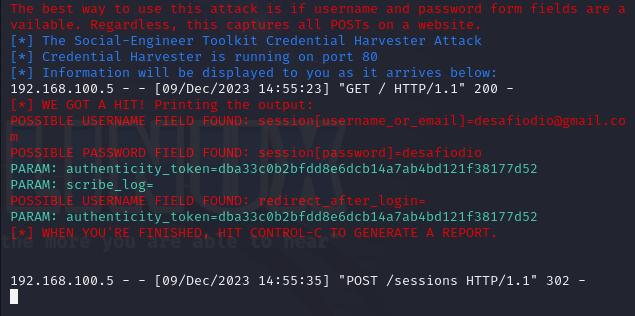 The best way to use this attack is if username and password form fields are a
vailable. Regardless, this captures all POSTs on a website.
[*] The Social-Engineer Toolkit Credential Harvester Attack
[*] Credential Harvester is running on port 80
[*] Information will be displayed to you as it arrives below:
192.168.100.5 - - [09/Dec/2023 14:55:23] "GET / HTTP/1.1" 200 -
[*] WE GOT A HIT! Printing the output:
POSSIBLE USERNAME FIELD FOUND: session[username_or_email]=desafiodio@gmail.co
m
POSSIBLE PASSWORD FIELD FOUND: session[password]=desafiodio
PARAM: authenticity_token=dba33c0b2bfdd8e6dcb14a7ab4bd121f38177d52
PARAM: scribe_log=
POSSIBLE USERNAME FIELD FOUND: redirect_after_login=
PARAM: authenticity_token=dba33c0b2bfdd8e6dcb14a7ab4bd121f38177d52
[*] WHEN YOU'RE FINISHED, HIT CONTROL-C TO GENERATE A REPORT.
the more you are able to hear"
192.168.100.5 - - [09/Dec/2023 14:55:35] "POST /sessions HTTP/1.1" 302 -